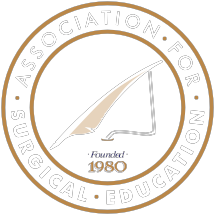 ASSOCIATION FOR
SURGICAL · EDUCATION
· Founded ·
1980